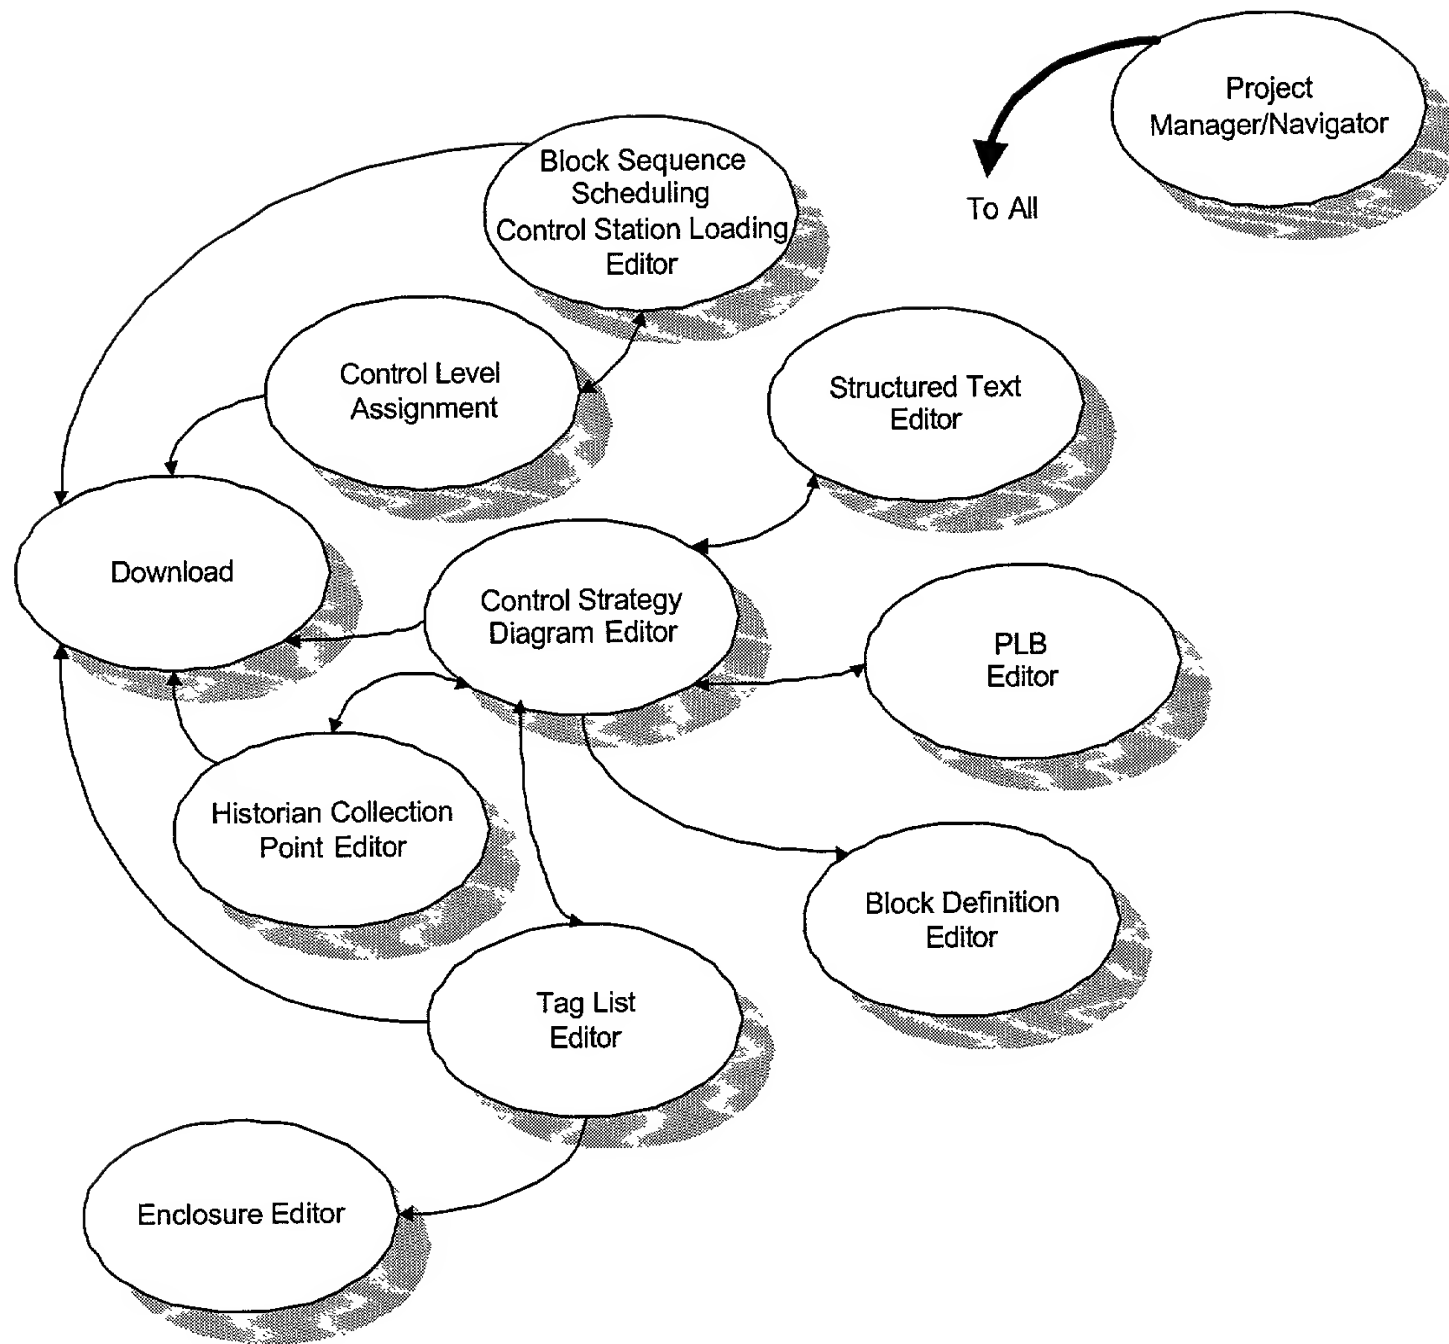 Project
Manager/Navigator
To All
Block Sequence
Scheduling
Control Station Loading
Editor
Control Level
Assignment
Structured Text
Editor
Download
Control Strategy
Diagram Editor
PLB
Editor
Historian Collection
Point Editor
Block Definition
Editor
Tag List
Editor
Enclosure Editor